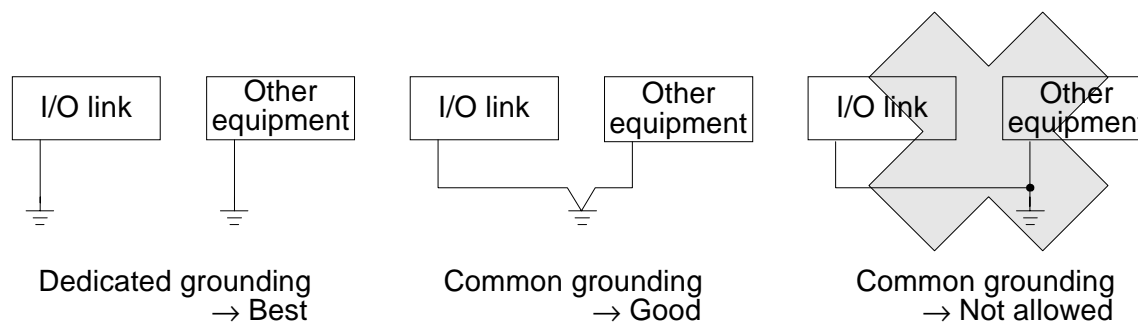 I/O link
Other
equipment
I/O link
Other
equipment
I/O link
Other
equipment
Dedicated grounding
→ Best
Common grounding
→ Good
Common grounding
→ Not allowed